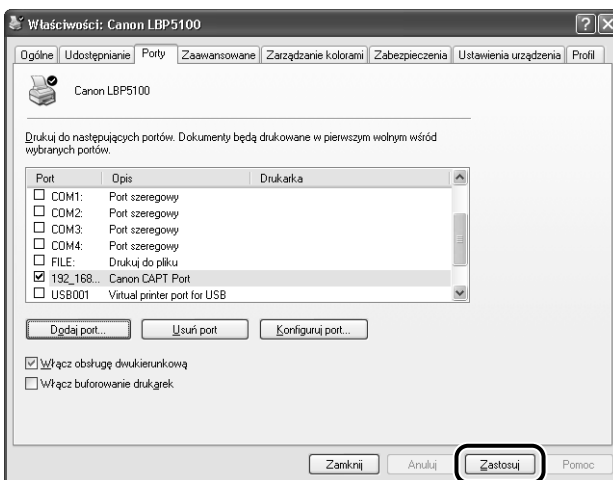 Właściwości: Canon LBP5100
Ogólne Udostępnianie Porty Zaawansowane Zarządzanie kolorami Zabezpieczenia Ustawienia urządzenia Profil
Canon LBP5100
Drukuj do następujących portów. Dokumenty będą drukowane w pierwszym wolnym wśród
wybranych portów.
Port Opis Drukarka
COM1: Port szeregowy
COM2: Port szeregowy
COM3: Port szeregowy
COM4: Port szeregowy
FILE: Drukuj do pliku
192_168... Canon CAPT Port
USB001 Virtual printer port for USB
Dodaj port... Usuń port Konfiguruj port...
Włącz obsługę dwukierunkową
Włącz buforowanie drukarek
Zamknij Anuluj Zastosuj Pomoc